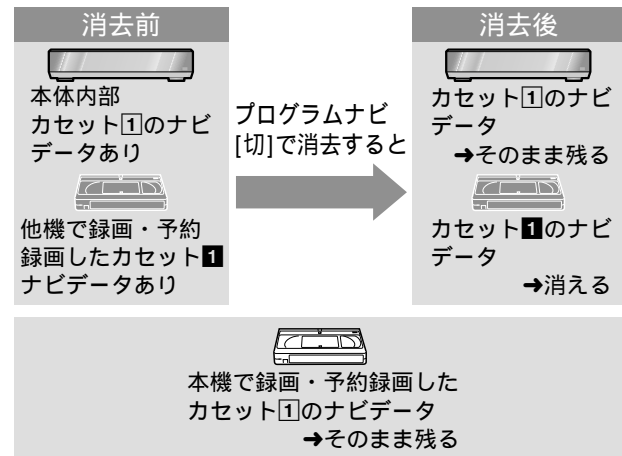 消去前
本体内部
カセット1のナビ
データあり
他機で録画・予約
録画したカセット1
ナビデータあり
プログラムナビ
[切]で消去すると
消去後
カセット1のナビ
データ
➜そのまま残る
カセット1のナビ
データ
➜消える
本機で録画・予約録画した
カセット1のナビデータ
➜そのまま残る